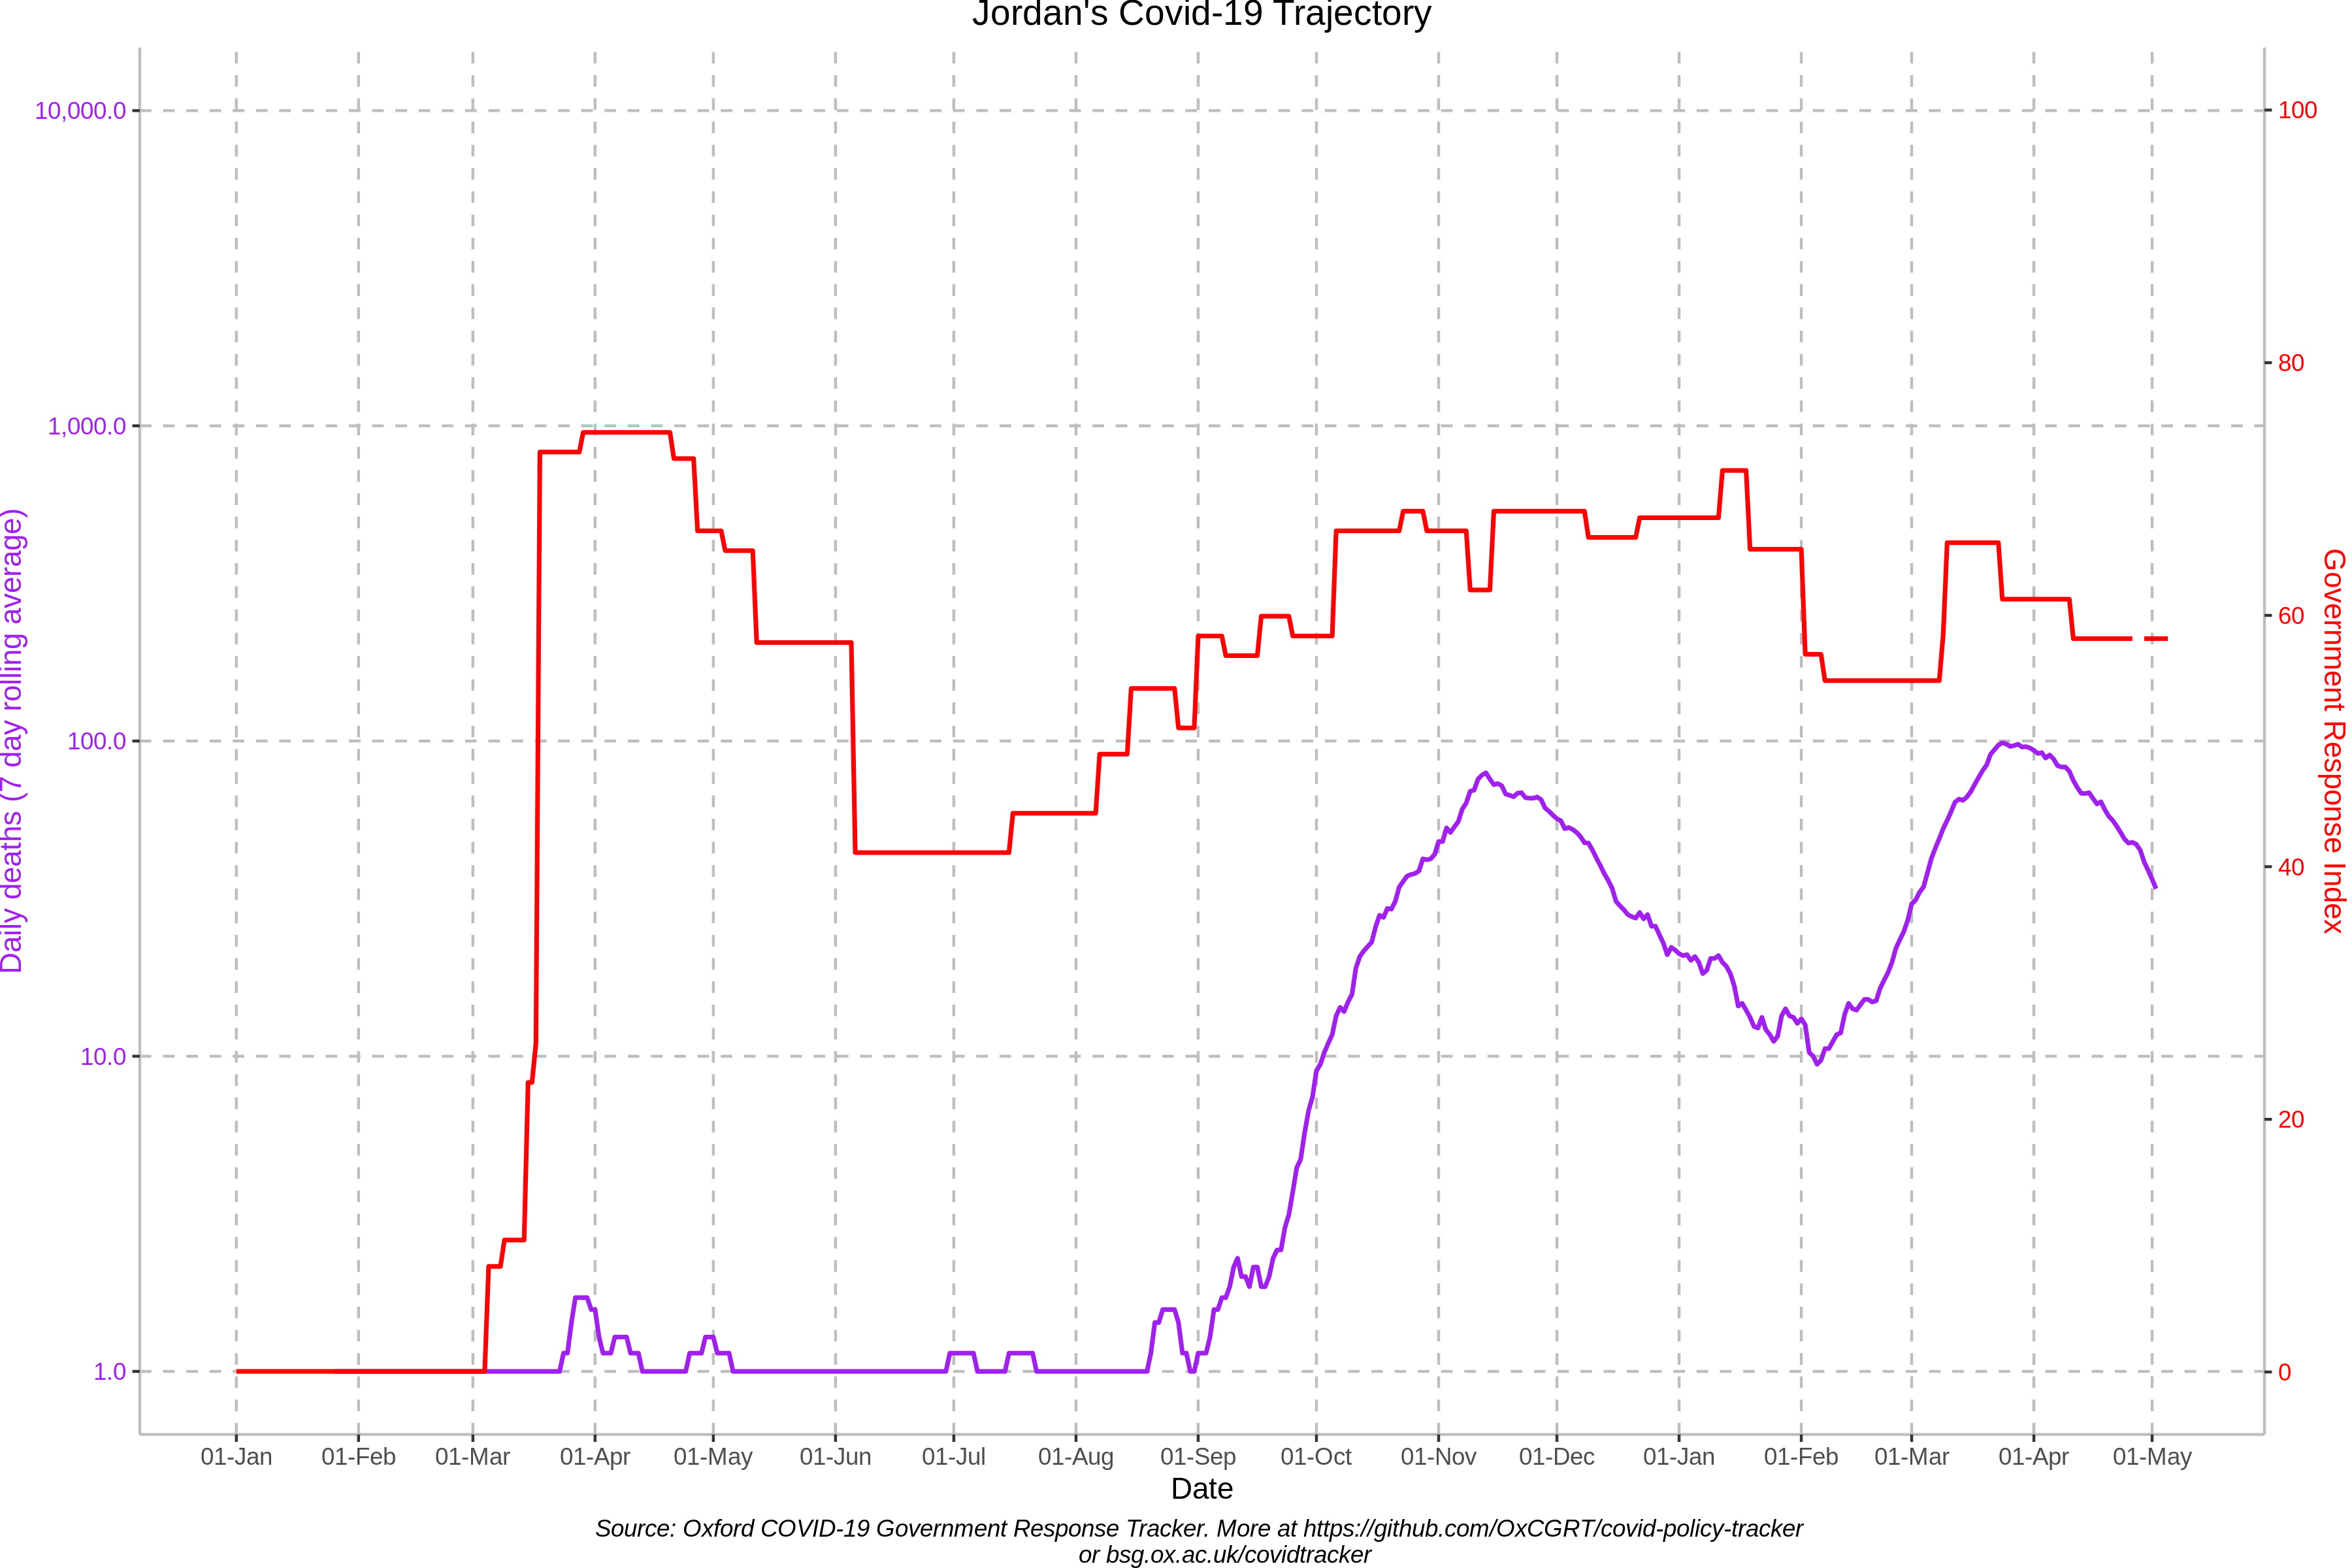 Jordan's Covid-19 Trajectory
Daily deaths (7 day rolling average)
10,000.0
1,000.0
100.0
10.0
1.0
100
80
60
40
20
0
Government Response Index
01-Jan 01-Feb 01-Mar 01-Apr 01-May 01-Jun 01-Jul 01-Aug 01-Sep 01-Oct 01-Nov 01-Dec 01-Jan 01-Feb 01-Mar 01-Apr 01-May
Date
Source: Oxford COVID-19 Government Response Tracker. More at https://github.com/OxCGRT/covid-policy-tracker
or bsg.ox.ac.uk/covidtracker